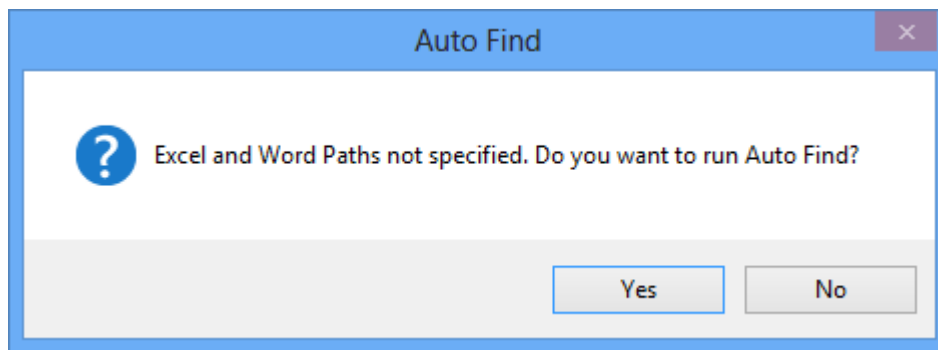 Auto Find
Excel and Word Paths not specified. Do you want to run Auto Find?
Yes No